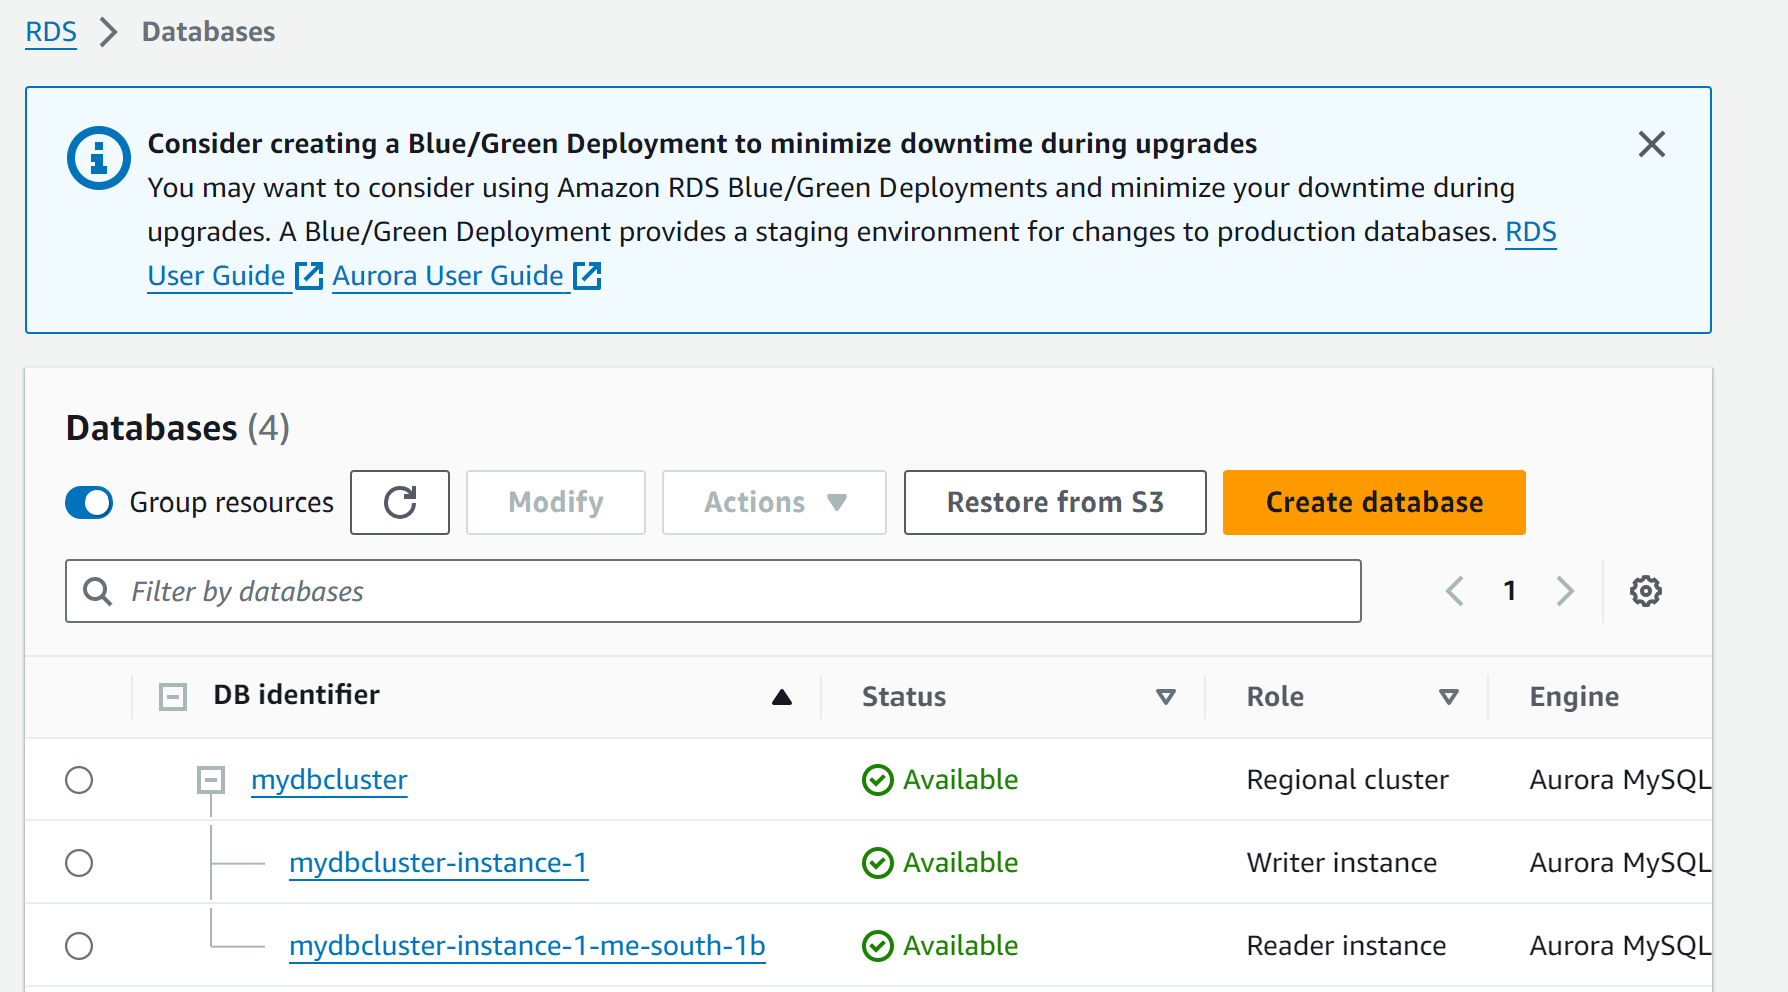 RDS > Databases
Consider creating a Blue/Green Deployment to minimize downtime during upgrades
You may want to consider using Amazon RDS Blue/Green Deployments and minimize your downtime during
upgrades. A Blue/Green Deployment provides a staging environment for changes to production databases. RDS
User Guide Aurora User Guide
Databases (4)
Group resources Modify Actions Restore from S3 Create database
Filter by databases 1
DB identifier Status Role Engine
mydbcluster Available Regional cluster Aurora MySQL
mydbcluster-instance-1 Available Writer instance Aurora MySQL
mydbcluster-instance-1-me-south-1b Available Reader instance Aurora MySQL